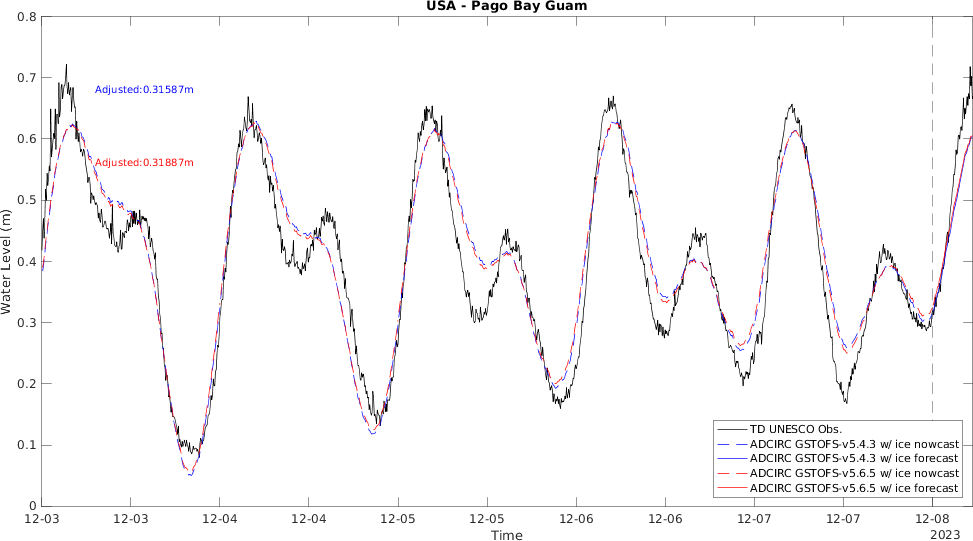 USA - Pago Bay Guam
0.8
0.7
0.6
0.5
0.4
0.3
0.2
0.1
0
Water Level (m)
Adjusted:0.31587m
Adjusted:0.31887m
TD UNESCO Obs.
ADCIRC GSTOFS-v5.4.3 w/ ice nowcast
ADCIRC GSTOFS-v5.4.3 w/ ice forecast
ADCIRC GSTOFS-v5.6.5 w/ ice nowcast
ADCIRC GSTOFS-v5.6.5 w/ ice forecast
12-03 12-03 12-04 12-04 12-05 12-05 12-06 12-06 12-07 12-07 12-08
2023
Time